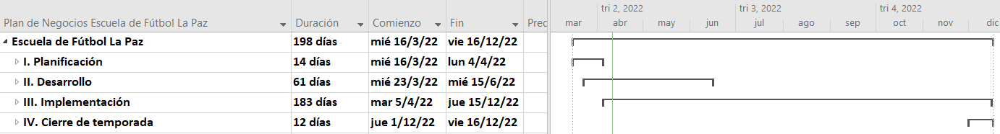 tri 2, 2022 tri 3, 2022 tri 4, 2022
Plan de Negocios Escuela de Fútbol La Paz Duración Comienzo Fin Prec mar abr may jun jul ago sep oct nov dic
Escuela de Fútbol La Paz 198 días mié 16/3/22 vie 16/12/22
I. Planificación 14 días mié 16/3/22 lun 4/4/22
II. Desarrollo 61 días mié 23/3/22 mié 15/6/22
III. Implementación 183 días mar 5/4/22 jue 15/12/22
IV. Cierre de temporada 12 días jue 1/12/22 vie 16/12/22